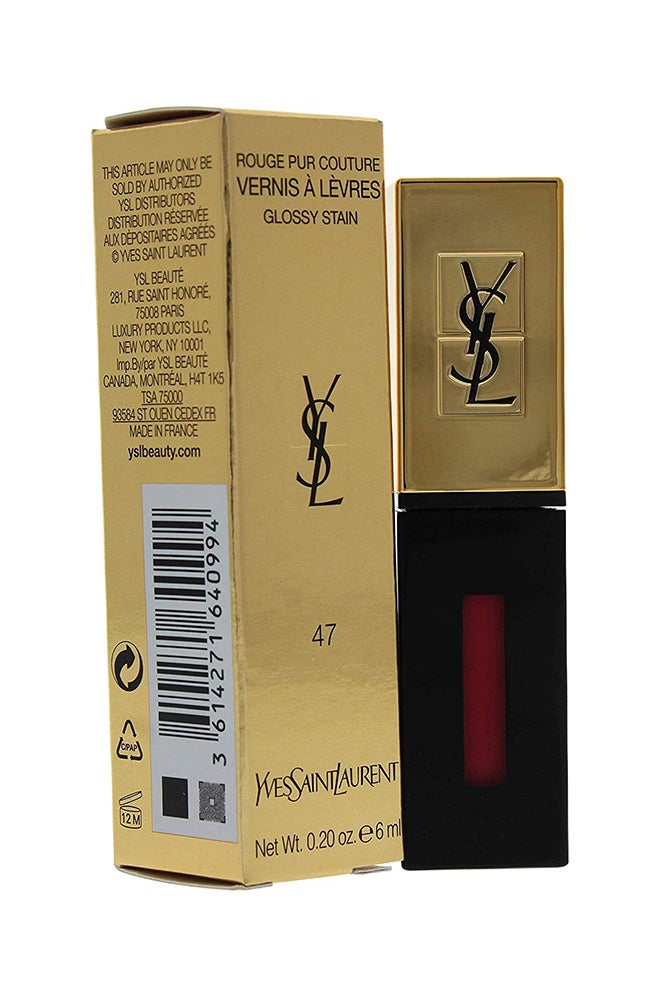 THIS ARTICLE MAY ONLY BE
SOLD BY AUTHORIZED
YSL DISTRIBUTORS
DISTRIBUTION RÉSERVÉE
AUX DÉPOSITAIRES AGRÉÉS
© YVES SAINT LAURENT
YSL BEAUTÉ
281, RUE SAINT HONORÉ,
75008 PARIS
LUXURY PRODUCTS LLC,
NEW YORK, NY 10001
Imp.By/par YSL BEAUTÉ
CANADA, MONTRÉAL, H4T 1K5
TSA 75000
93584 ST OUEN CEDEX FR
MADE IN FRANCE
yslbeauty.com
3 614271 640994
C/PAP
12 M
ROUGE PUR COUTURE
VERNIS À LÈVRES
GLOSSY STAIN
YSL
47
YVESSAINTLAURENT
Net Wt. 0.20 oz. ℮ 6 ml
YSL